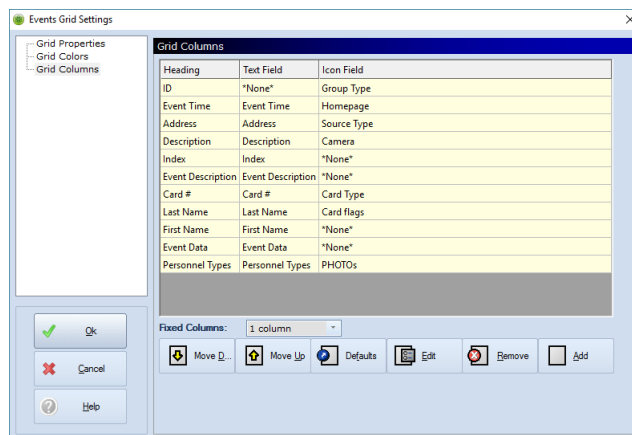 Events Grid Settings
Grid Properties
Grid Colors
Grid Columns
Grid Columns
Heading Text Field Icon Field
ID *None* Group Type
Event Time Event Time Homepage
Address Address Source Type
Description Description Camera
Index Index *None*
Event Description Event Description *None*
Card # Card # Card Type
Last Name Last Name Card flags
First Name First Name *None*
Event Data Event Data *None*
Personnel Types Personnel Types PHOTOs
Fixed Columns: 1 column
Move D... Move Up Defaults Edit Remove Add
Ok
Cancel
Help